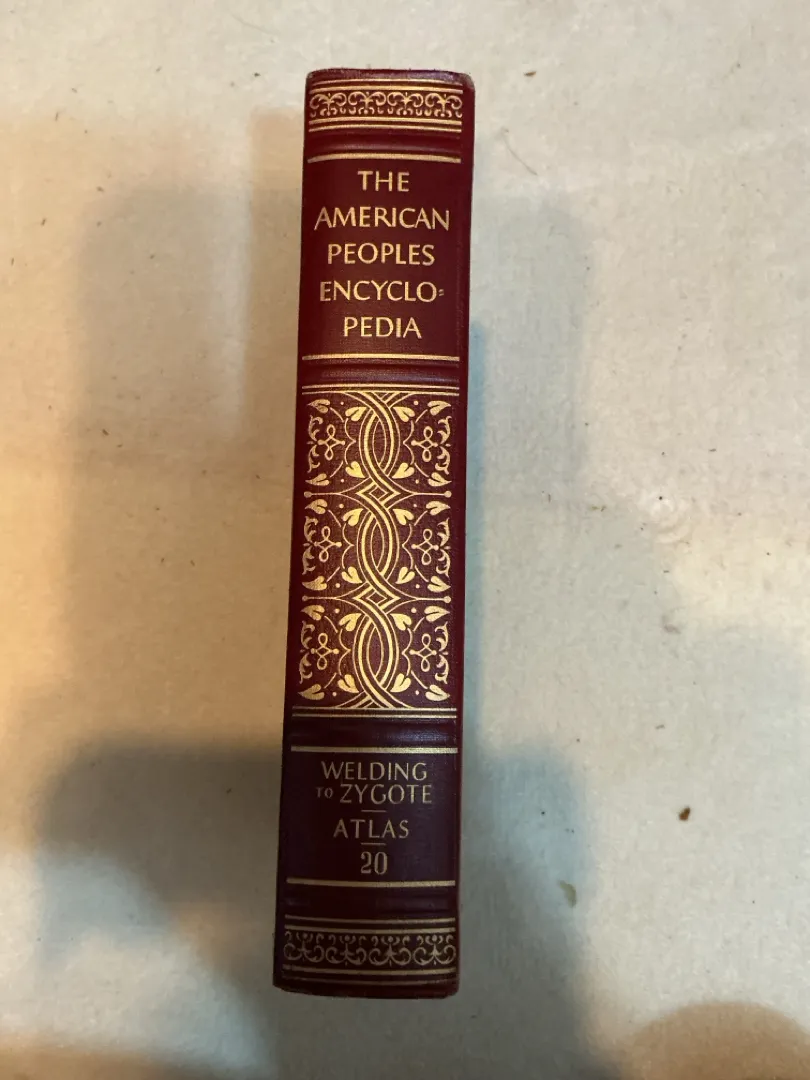 THE
AMERICAN
PEOPLES
ENCYCLO=
PEDIA
WELDING
TO ZYGOTE
ATLAS
20